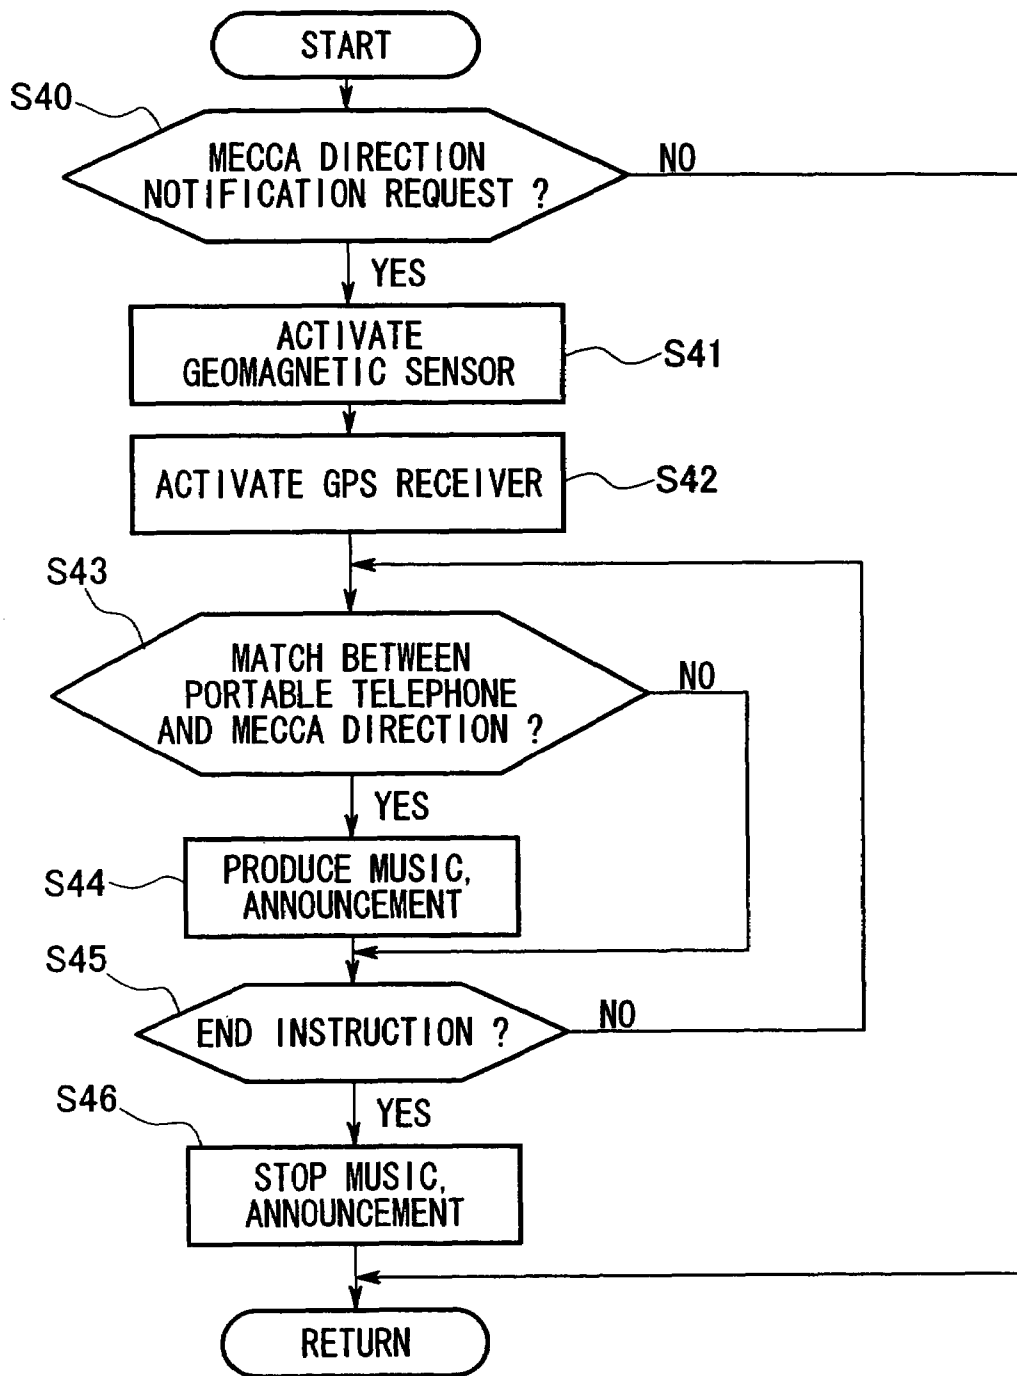 START
S40
MECCA DIRECTION
NOTIFICATION REQUEST ?
NO
YES
ACTIVATE
GEOMAGNETIC SENSOR
S41
ACTIVATE GPS RECEIVER
S42
S43
MATCH BETWEEN
PORTABLE TELEPHONE
AND MECCA DIRECTION ?
NO
YES
S44
PRODUCE MUSIC,
ANNOUNCEMENT
S45
END INSTRUCTION ?
NO
YES
S46
STOP MUSIC,
ANNOUNCEMENT
RETURN